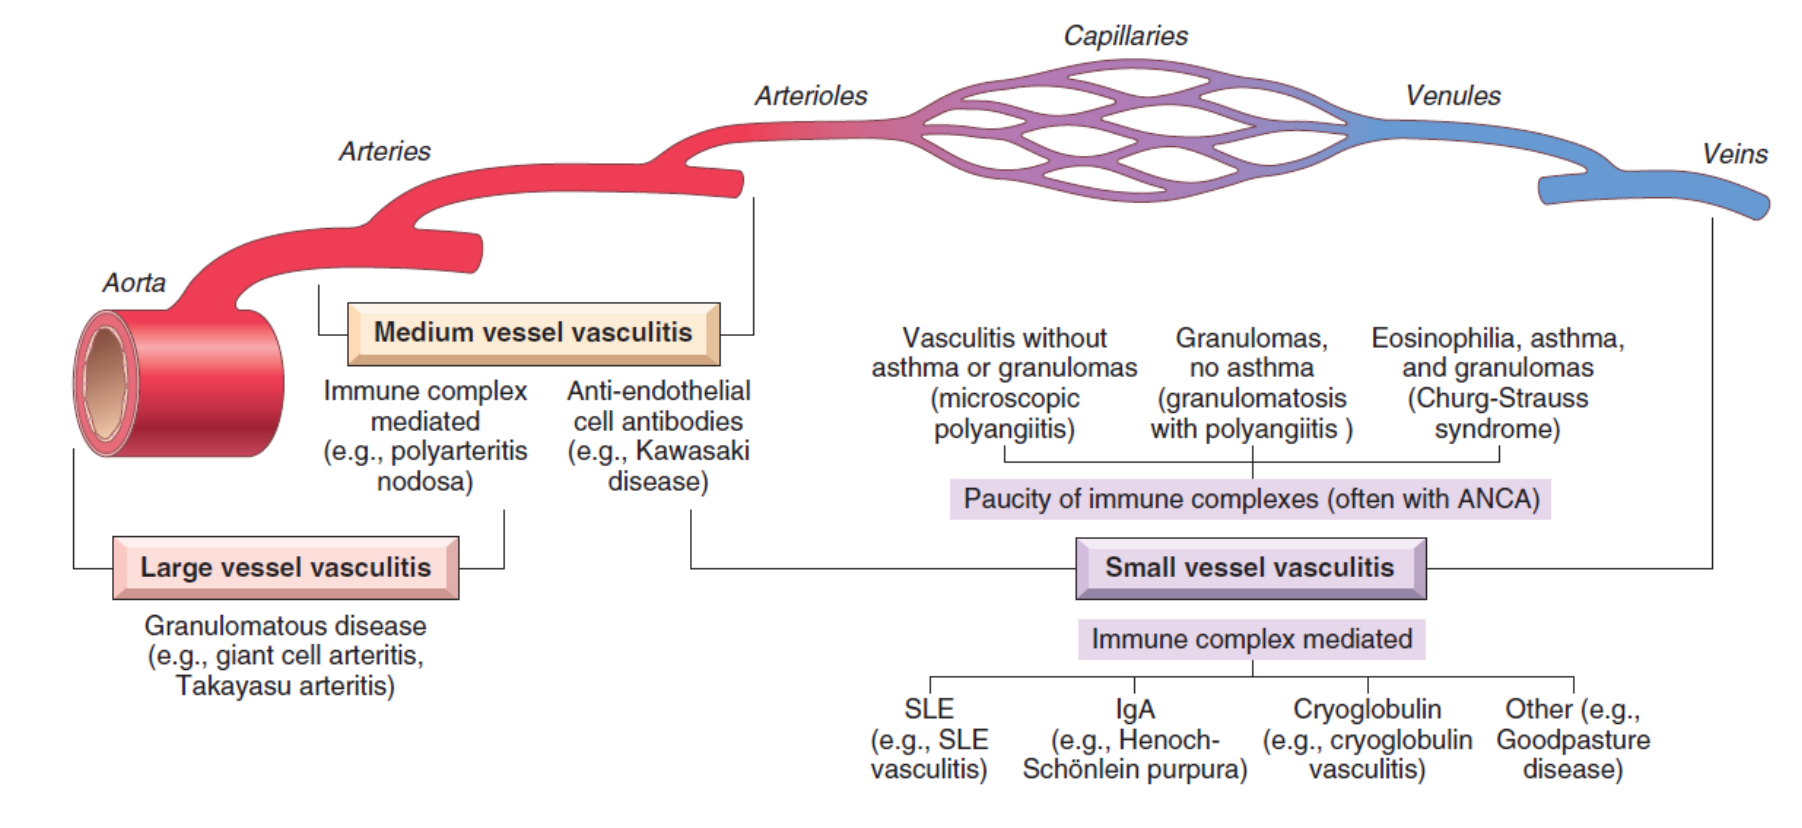 Capillaries
Arterioles
Venules
Arteries
Veins
Aorta
Medium vessel vasculitis
Immune complex
mediated
(e.g., polyarteritis
nodosa)
Anti-endothelial
cell antibodies
(e.g., Kawasaki
disease)
Large vessel vasculitis
Granulomatous disease
(e.g., giant cell arteritis,
Takayasu arteritis)
Vasculitis without
asthma or granulomas
(microscopic
polyangiitis)
Granulomas,
no asthma
(granulomatosis
with polyangiitis )
Eosinophilia, asthma,
and granulomas
(Churg-Strauss
syndrome)
Paucity of immune complexes (often with ANCA)
Small vessel vasculitis
Immune complex mediated
SLE
(e.g., SLE
vasculitis)
IgA
(e.g., Henoch-
Schönlein purpura)
Cryoglobulin
(e.g., cryoglobulin
vasculitis)
Other (e.g.,
Goodpasture
disease)